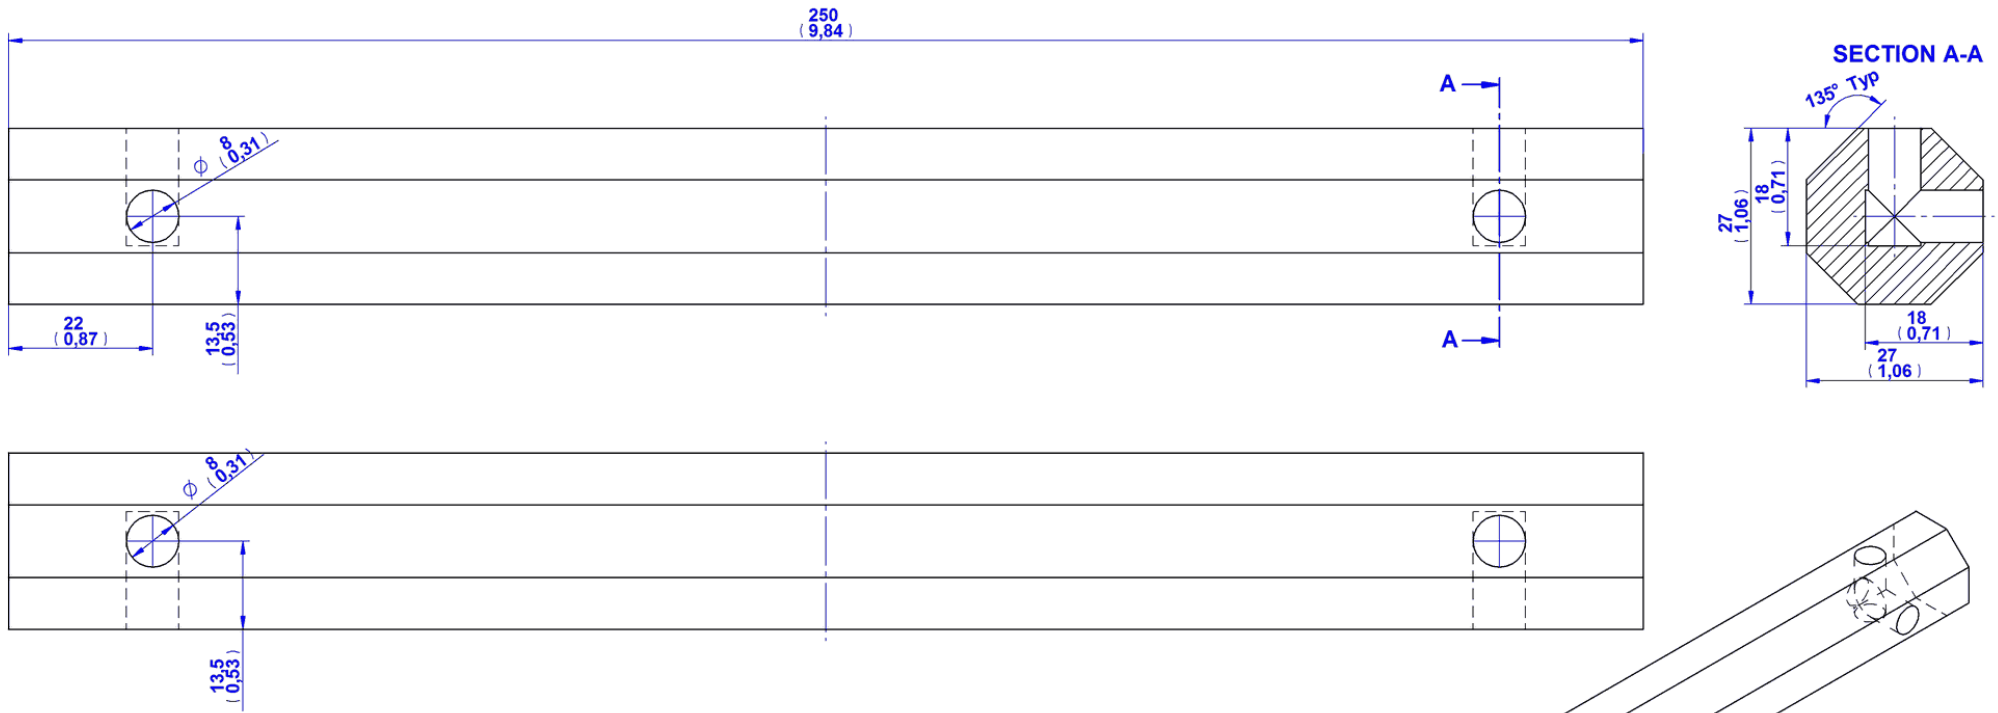 250
( 9,84 )
SECTION A-A
A
135° Typ
Ø 8
( 0,31 )
18
( 0,71 )
27
( 1,06 )
22
( 0,87 )
13,5
( 0,53 )
A
18
( 0,71 )
27
( 1,06 )
Ø 8
( 0,31 )
13,5
( 0,53 )